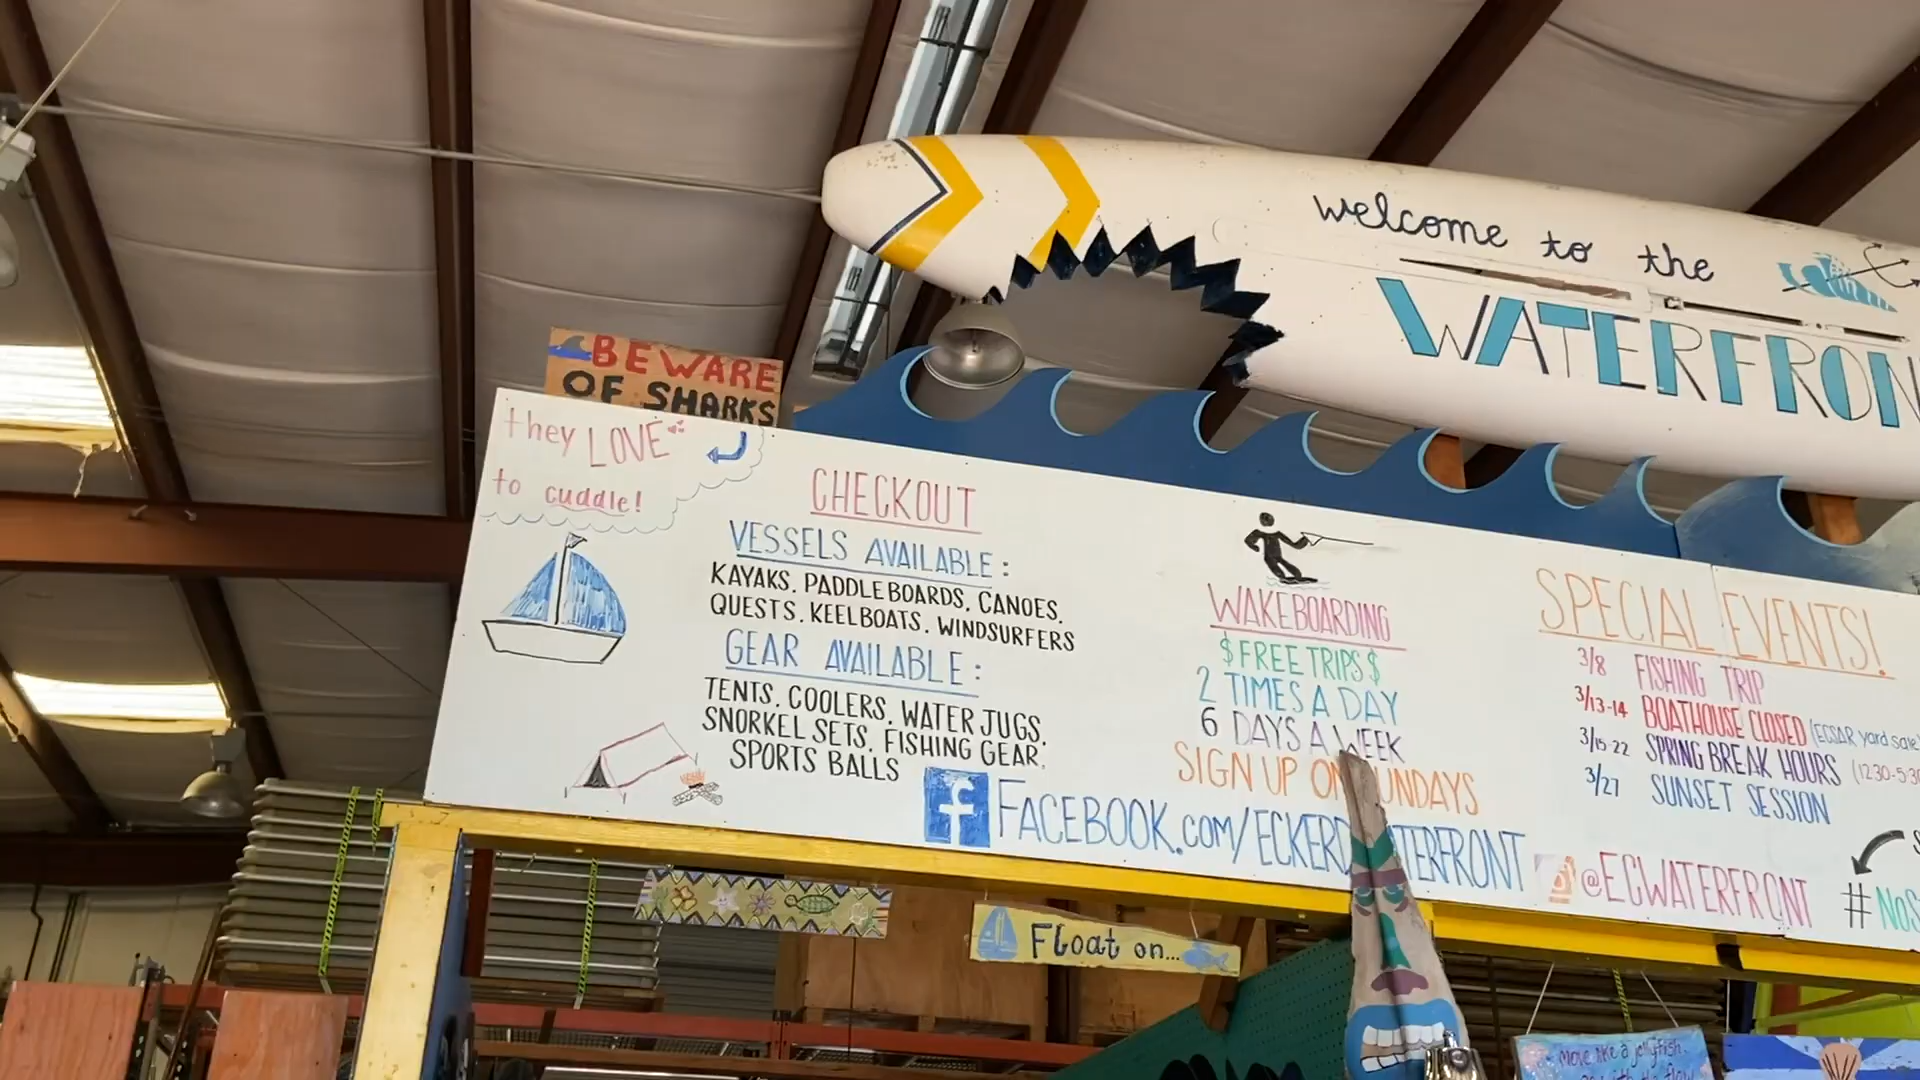 welcome to the
WATERFRON
BEWARE
OF SHARKS
they LOVE
to cuddle!
CHECKOUT
VESSELS AVAILABLE:
KAYAKS, PADDLEBOARDS, CANOES,
QUESTS, KEELBOATS, WINDSURFERS
GEAR AVAILABLE:
TENTS, COOLERS, WATER JUGS,
SNORKEL SETS, FISHING GEAR,
SPORTS BALLS
WAKEBOARDING
$FREE TRIPS$
2 TIMES A DAY
6 DAYS A WEEK
SIGN UP ON SUNDAYS
SPECIAL EVENTS!
3/8 FISHING TRIP
3/13-14 BOATHOUSE CLOSED (ECSAR yard sale
3/15-22 SPRING BREAK HOURS (12:30-5:30
3/27 SUNSET SESSION
f FACEBOOK.com/ECKERD TERFRONT
@ECWATERFRONT
#NoS
Float on...
Move like a jellyfish,